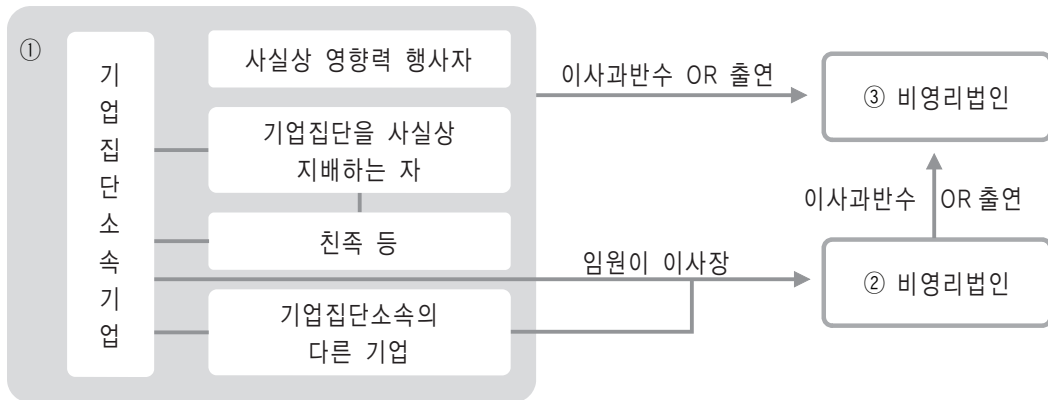 ①
기업집단소속기업
사실상 영향력 행사자
기업집단을 사실상
지배하는 자
친족 등
기업집단소속의
다른 기업
이사과반수 OR 출연
③ 비영리법인
이사과반수 OR 출연
임원이 이사장
② 비영리법인